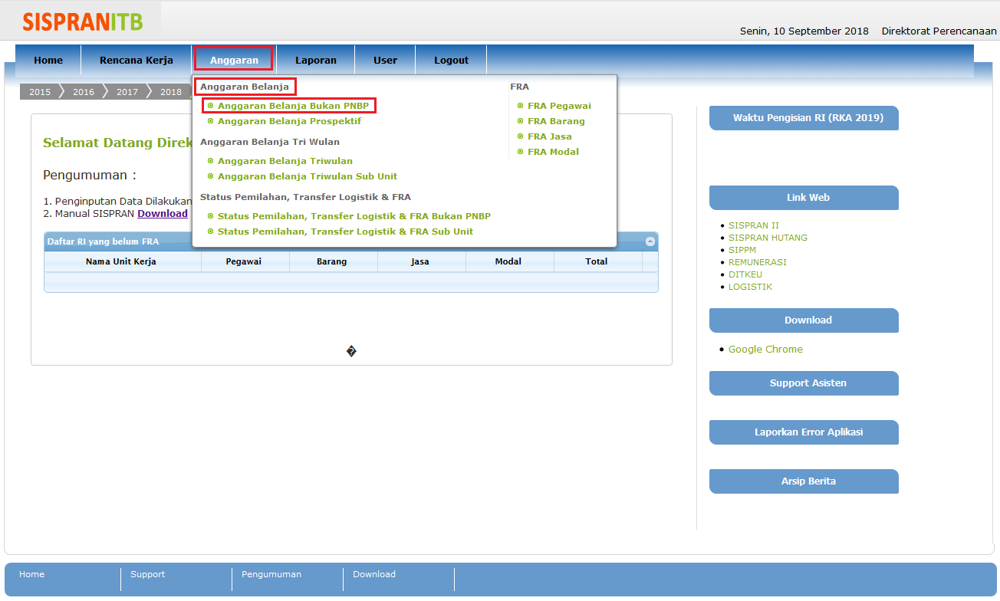 SISPRANITB
Senin, 10 September 2018 Direktorat Perencanaan
Home Rencana Kerja Anggaran Laporan User Logout
2015 2016 2017 2018
Anggaran Belanja
Anggaran Belanja Bukan PNBP
Anggaran Belanja Prospektif
Anggaran Belanja Tri Wulan
Anggaran Belanja Triwulan
Anggaran Belanja Triwulan Sub Unit
Status Pemilahan, Transfer Logistik & FRA
Status Pemilahan, Transfer Logistik & FRA Bukan PNBP
Status Pemilahan, Transfer Logistik & FRA Sub Unit
FRA
FRA Pegawai
FRA Barang
FRA Jasa
FRA Modal
Selamat Datang Direk
Pengumuman :
1. Penginputan Data Dilakukan
2. Manual SISPRAN Download
Daftar RI yang belum FRA
Nama Unit Kerja Pegawai Barang Jasa Modal Total
�
Waktu Pengisian RI (RKA 2019)
Link Web
• SISPRAN II
• SISPRAN HUTANG
• SIPPM
• REMUNERASI
• DITKEU
• LOGISTIK
Download
• Google Chrome
Support Asisten
Laporkan Error Aplikasi
Arsip Berita
Home Support Pengumuman Download